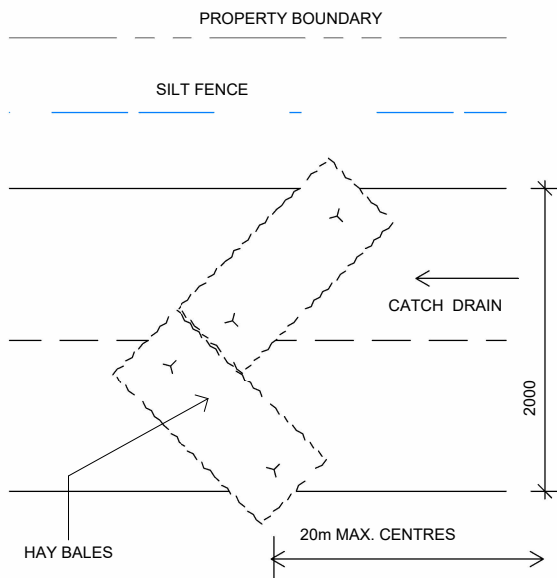 PROPERTY BOUNDARY
SILT FENCE
CATCH DRAIN
2000
20m MAX. CENTRES
HAY BALES